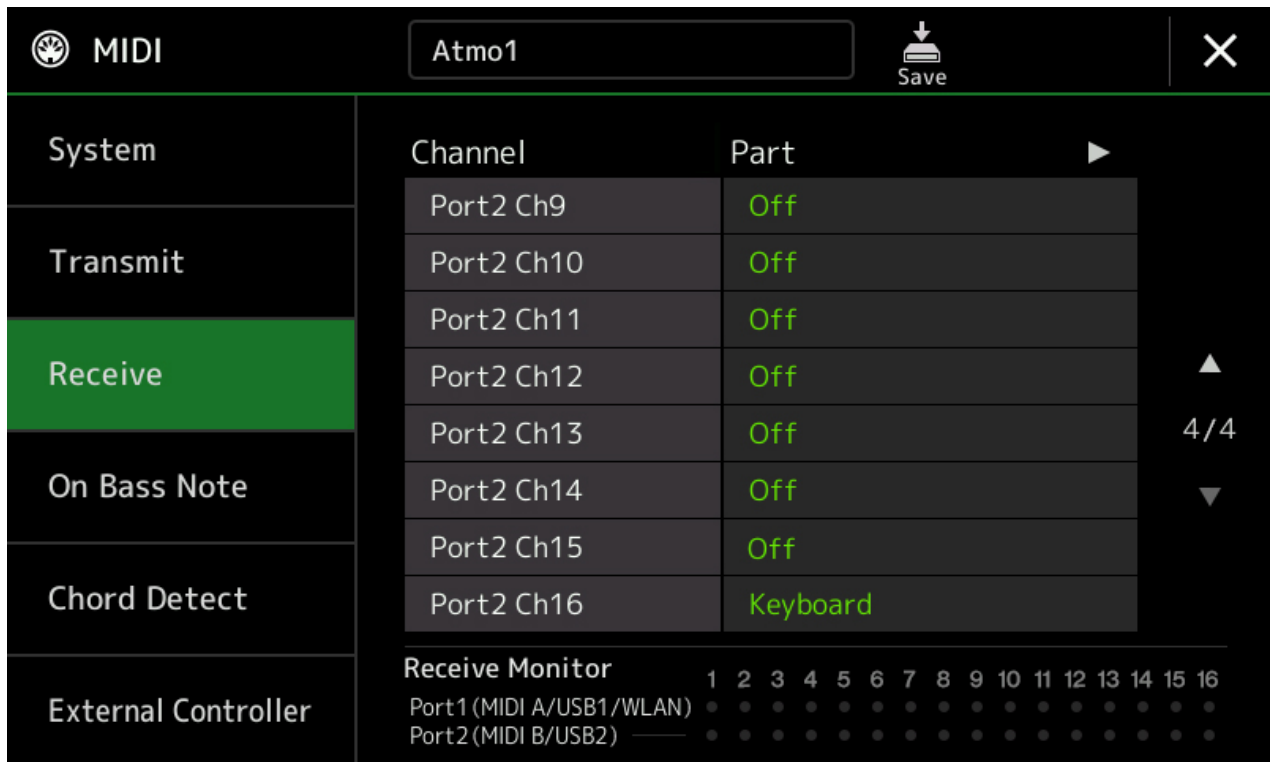 MIDI
Atmo1
Save
System
Transmit
Receive
On Bass Note
Chord Detect
External Controller
Channel Part
Port2 Ch9 Off
Port2 Ch10 Off
Port2 Ch11 Off
Port2 Ch12 Off
Port2 Ch13 Off
Port2 Ch14 Off
Port2 Ch15 Off
Port2 Ch16 Keyboard
4/4
Receive Monitor 1 2 3 4 5 6 7 8 9 10 11 12 13 14 15 16
Port1(MIDI A/USB1/WLAN)
Port2(MIDI B/USB2)